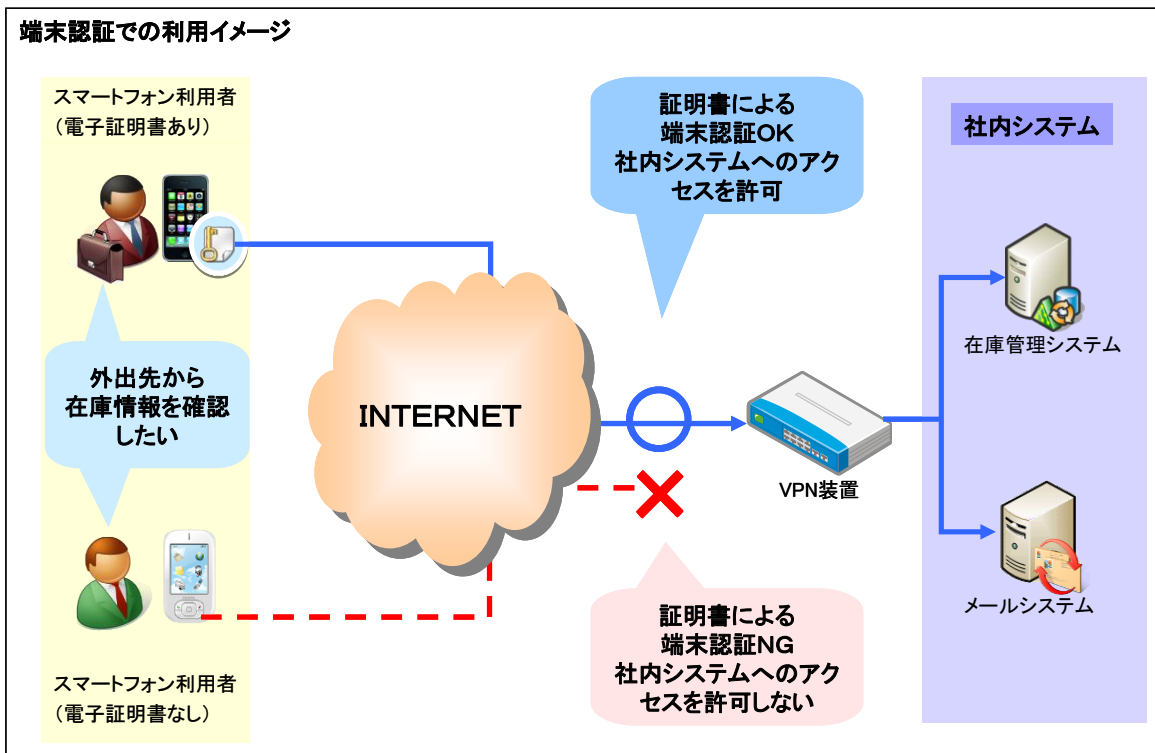 端末認証での利用イメージ
スマートフォン利用者
（電子証明書あり）
証明書による
端末認証ＯＫ
社内システムへのアク
セスを許可
社内システム
在庫管理システム
外出先から
在庫情報を確認
したい
INTERNET
VPN装置
メールシステム
証明書による
端末認証ＮＧ
社内システムへのアク
セスを許可しない
スマートフォン利用者
（電子証明書なし）